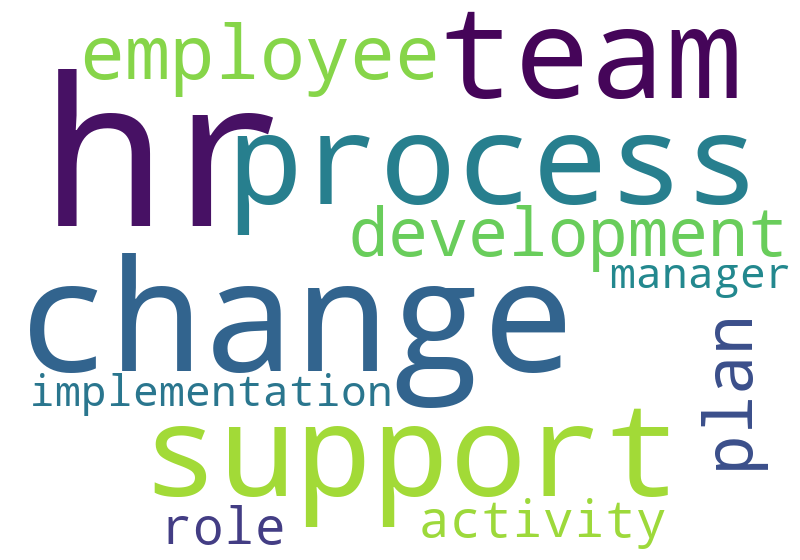 employee
team
hr
process
development
manager
change
plan
implementation
support
role
activity